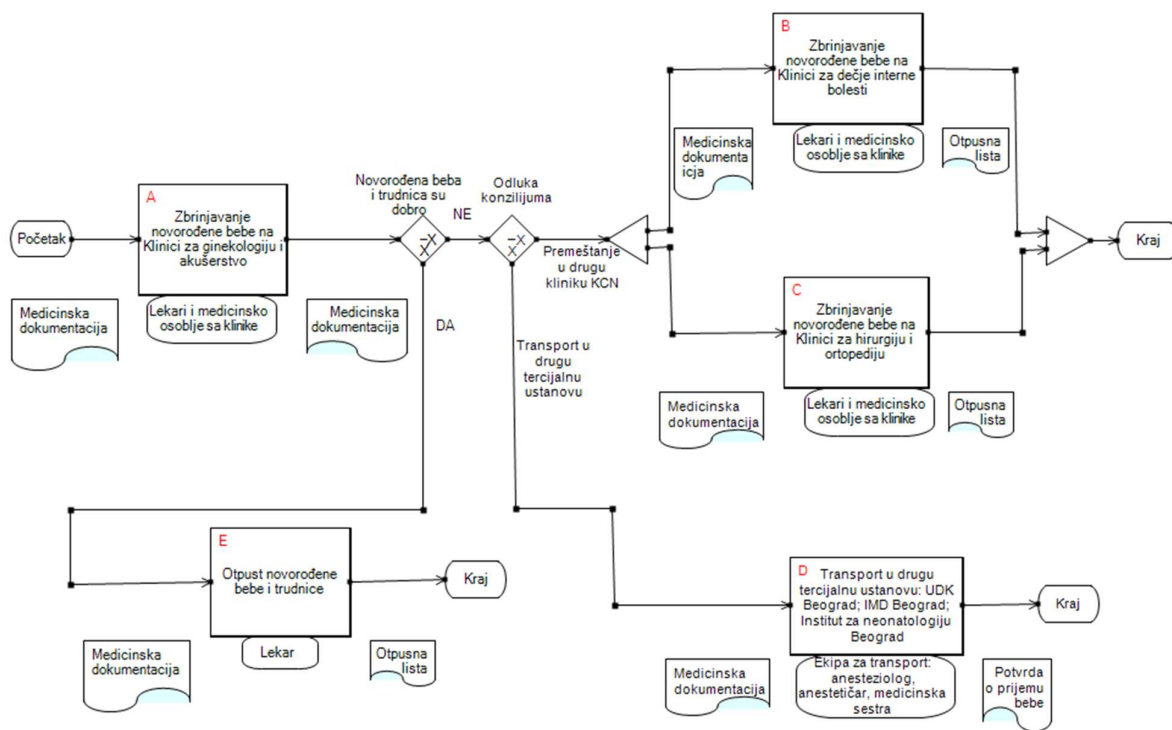 Početak
A
Zbrinjavanje
novorođene bebe na
Klinici za ginekologiju i
akušerstvo
Lekari i medicinsko
osoblje sa klinike
Medicinska
dokumentacija
Medicinska
dokumentacija
Novorođena beba
i trudnica su
dobro
–X
X
NE
DA
Odluka
konzilijuma
–X
X
Premeštanje
u drugu
kliniku KCN
Transport u
drugu
tercijalnu
ustanovu
B
Zbrinjavanje
novorođene bebe na
Klinici za dečje interne
bolesti
Lekari i medicinsko
osoblje sa klinike
Medicinska
dokumenta
icja
Otpusna
lista
C
Zbrinjavanje
novorođene bebe na
Klinici za hirurgiju i
ortopediju
Lekari i medicinsko
osoblje sa klinike
Medicinska
dokumentacija
Otpusna
lista
Kraj
E
Otpust novorođene
bebe i trudnice
Lekar
Medicinska
dokumentacija
Otpusna
lista
Kraj
D
Transport u drugu
tercijalnu ustanovu: UDK
Beograd; IMD Beograd;
Institut za neonatologiju
Beograd
Ekipa za transport:
anesteziolog,
anestetičar, medicinska
sestra
Medicinska
dokumentacija
Potvrda
o prijemu
bebe
Kraj